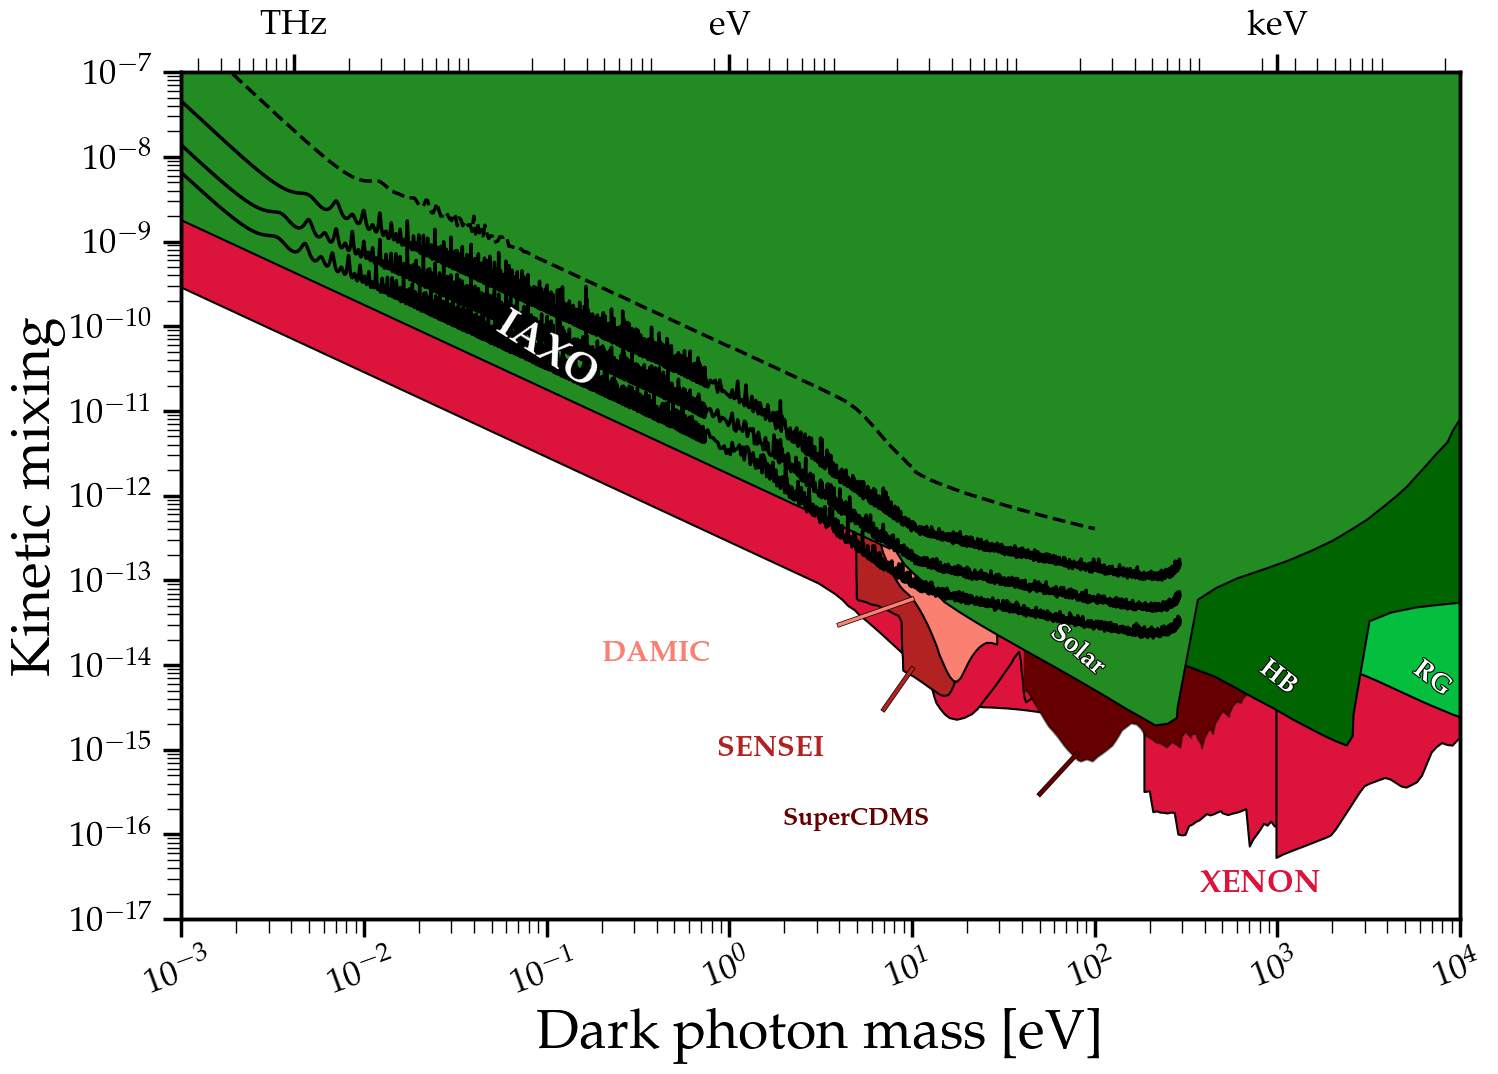 THz eV keV
10⁻⁷
10⁻⁸
10⁻⁹
10⁻¹⁰
10⁻¹¹
10⁻¹²
10⁻¹³
10⁻¹⁴
10⁻¹⁵
10⁻¹⁶
10⁻¹⁷
Kinetic mixing
IAXO
Solar
HB
RG
DAMIC
SENSEI
SuperCDMS
XENON
10⁻³ 10⁻² 10⁻¹ 10⁰ 10¹ 10² 10³ 10⁴
Dark photon mass [eV]